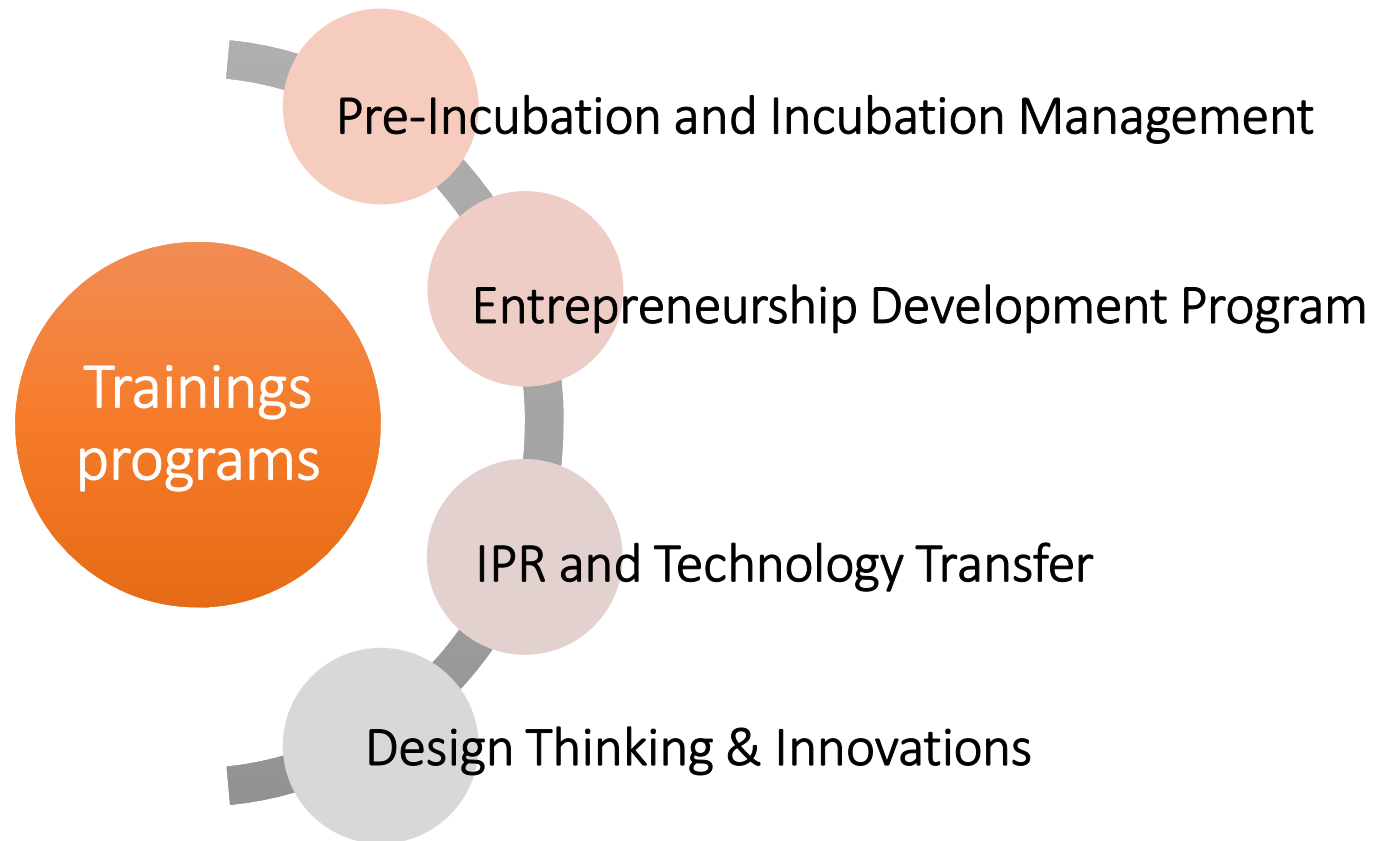 Pre-Incubation and Incubation Management
Entrepreneurship Development Program
Trainings
programs
IPR and Technology Transfer
Design Thinking & Innovations